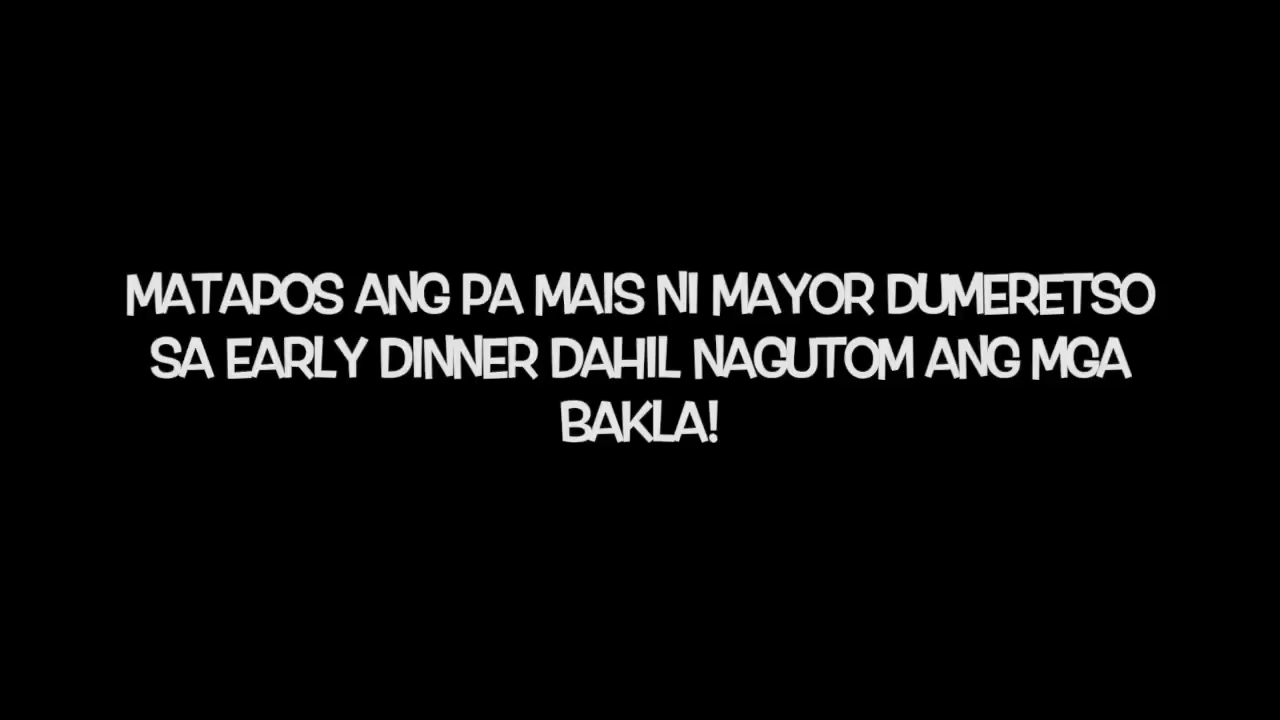 MATAPOS ANG PA MAIS NI MAYOR DUMERETSO
SA EARLY DINNER DAHIL NAGUTOM ANG MGA
BAKLA!